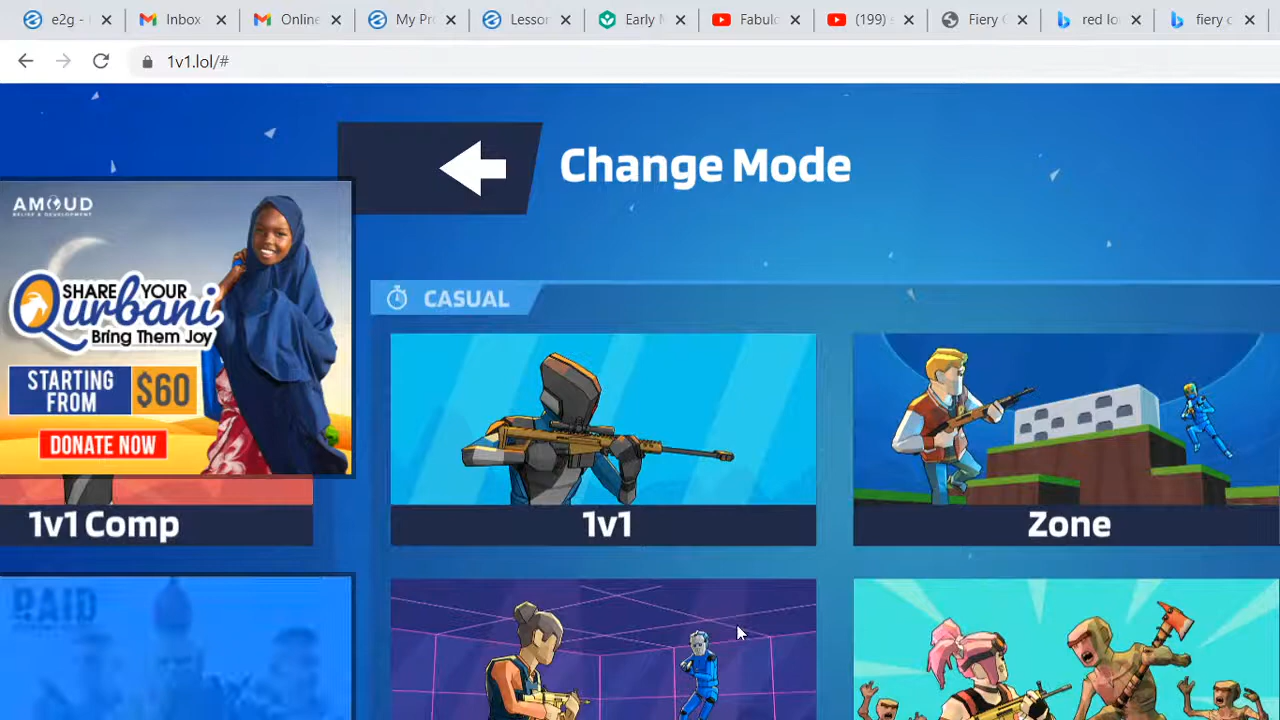 e2g -
Inbox
Online
My Pr
Lesson
Early M
Fabulo
(199)
Fiery
red lo
fiery c
1v1.lol/#
Change Mode
AMOUD
RELIEF & DEVELOPMENT
SHARE YOUR
Qurbani
Bring Them Joy
STARTING
FROM
$60
DONATE NOW
CASUAL
1v1 Comp
1v1
Zone
RAID